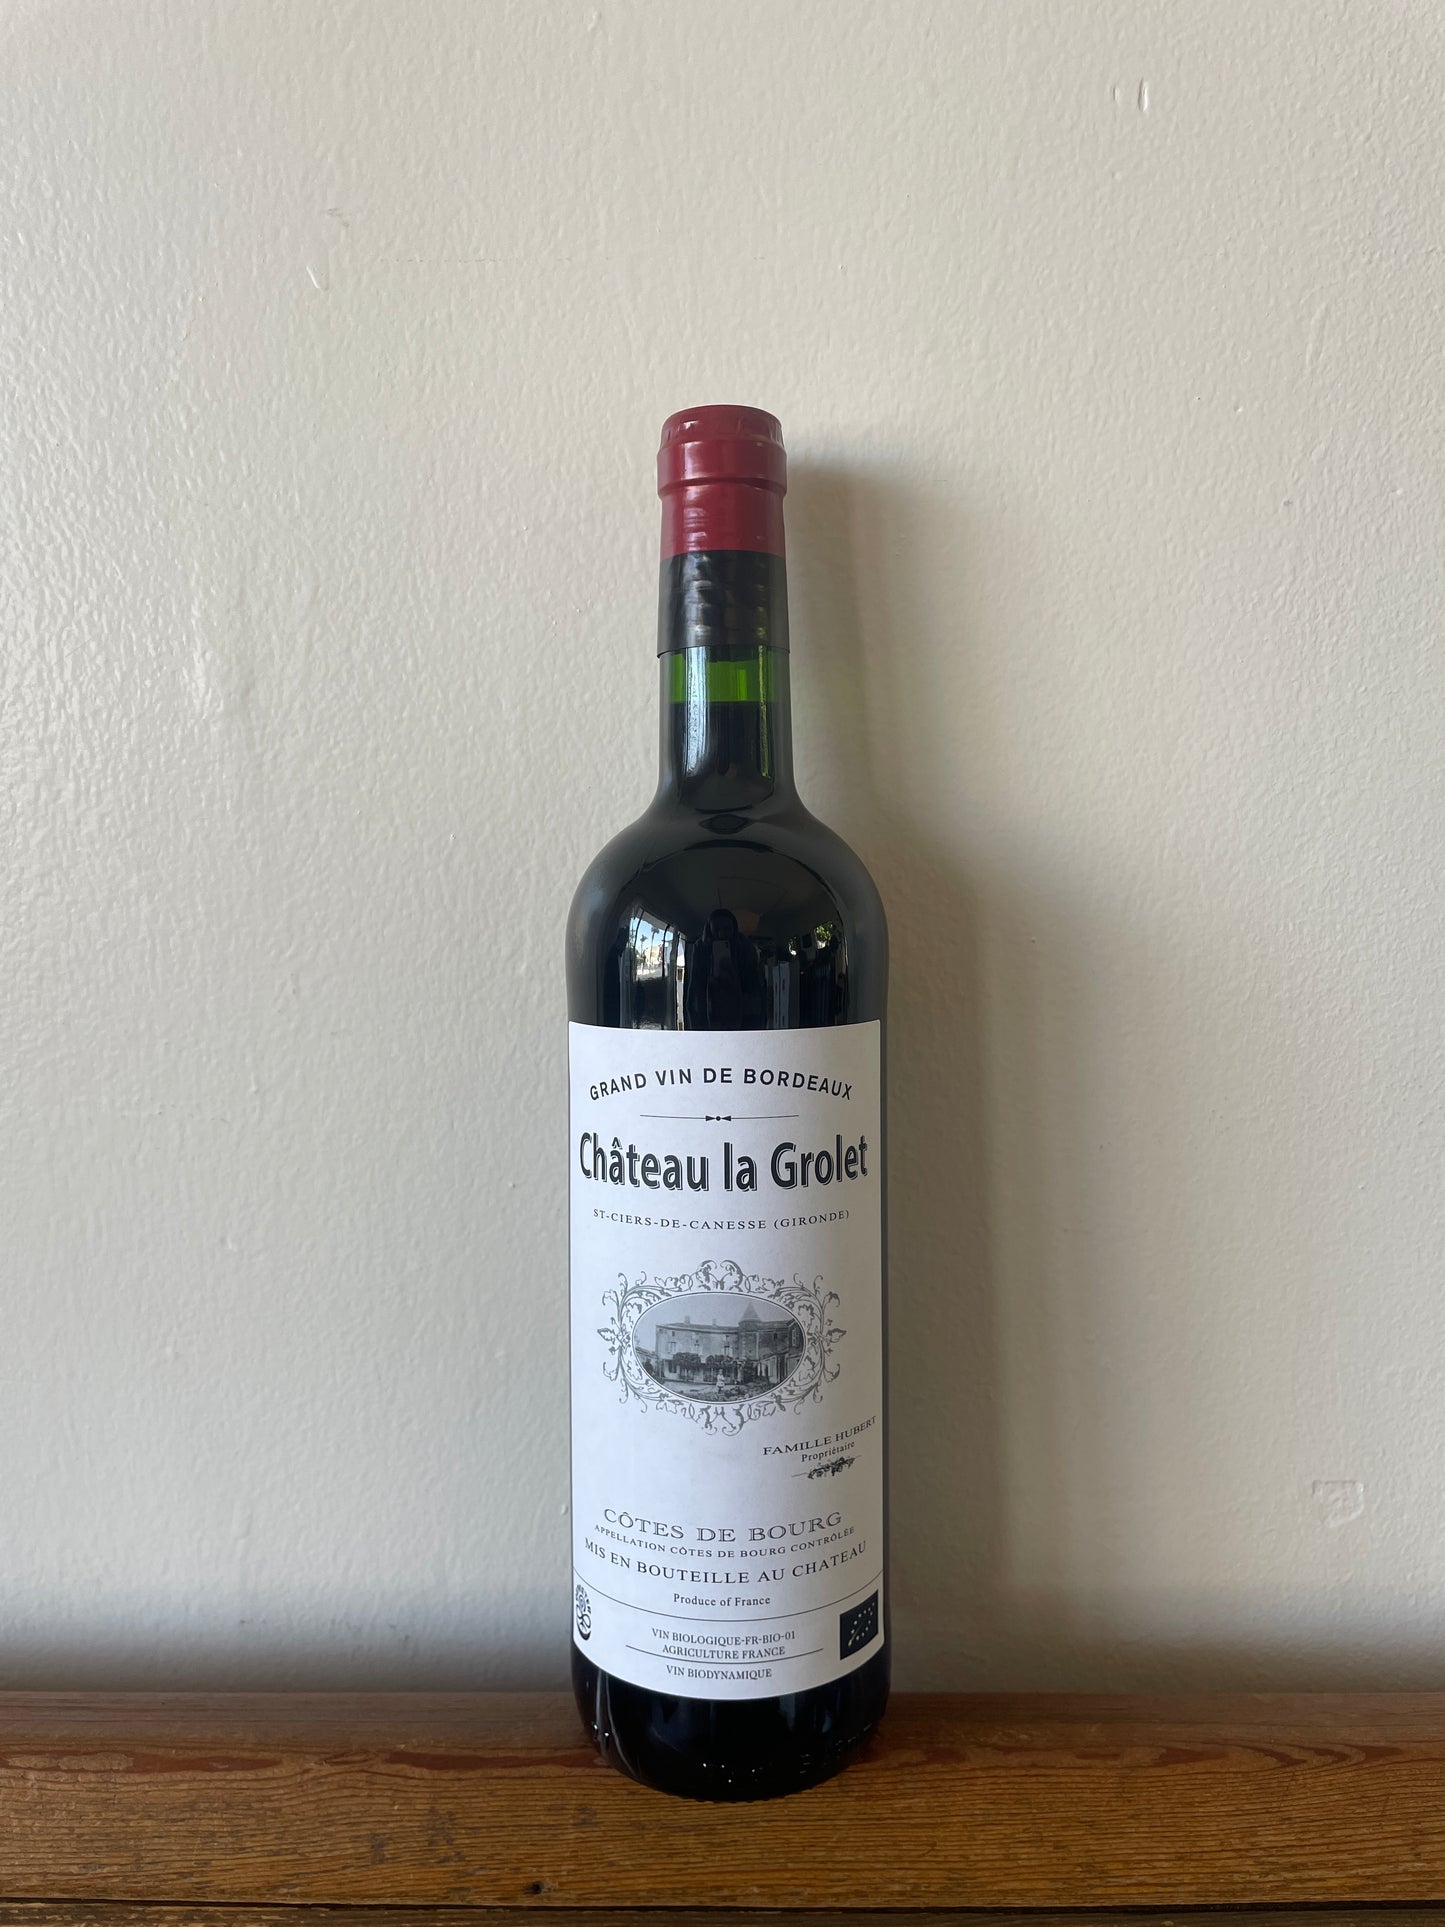 GRAND VIN DE BORDEAUX
Château la Grolet
ST-CIERS-DE-CANESSE (GIRONDE)
FAMILLE HUBERT
Propriétaire
CÔTES DE BOURG
APPELLATION CÔTES DE BOURG CONTRÔLÉE
MIS EN BOUTEILLE AU CHATEAU
Produce of France
VIN BIOLOGIQUE-FR-BIO-01
AGRICULTURE FRANCE
VIN BIODYNAMIQUE